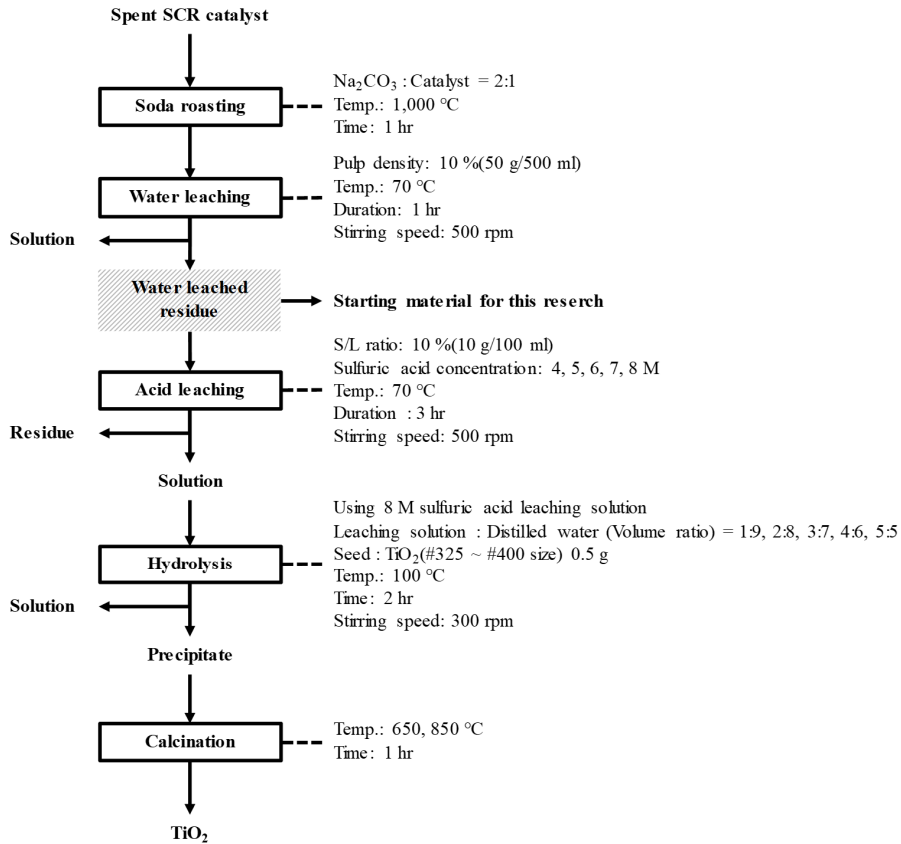 Spent SCR catalyst
Soda roasting
Na₂CO₃ : Catalyst = 2:1
Temp.: 1,000 ℃
Time: 1 hr
Water leaching
Pulp density: 10 %(50 g/500 ml)
Temp.: 70 ℃
Duration: 1 hr
Stirring speed: 500 rpm
Solution
Water leached
residue
Starting material for this reserch
Acid leaching
S/L ratio: 10 %(10 g/100 ml)
Sulfuric acid concentration: 4, 5, 6, 7, 8 M
Temp.: 70 ℃
Duration : 3 hr
Stirring speed: 500 rpm
Residue
Solution
Hydrolysis
Using 8 M sulfuric acid leaching solution
Leaching solution : Distilled water (Volume ratio) = 1:9, 2:8, 3:7, 4:6, 5:5
Seed : TiO₂(#325 ~ #400 size) 0.5 g
Temp.: 100 ℃
Time: 2 hr
Stirring speed: 300 rpm
Solution
Precipitate
Calcination
Temp.: 650, 850 ℃
Time: 1 hr
TiO₂